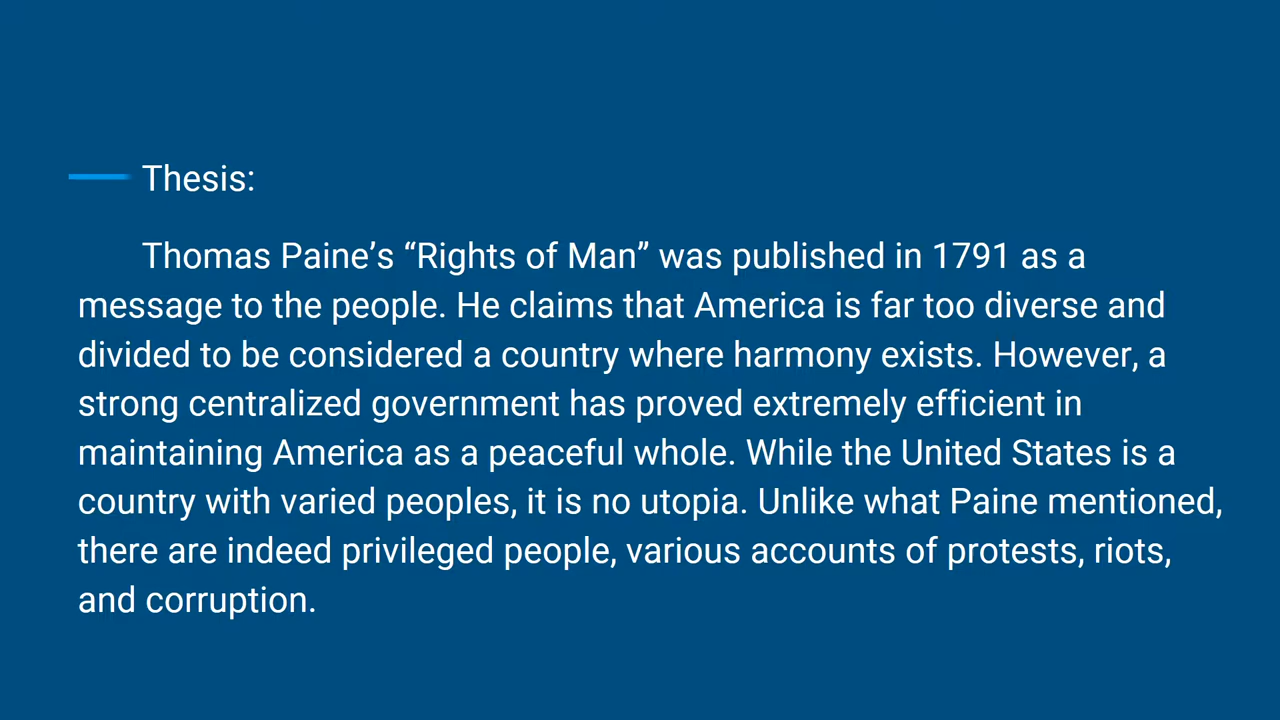 Thesis:
Thomas Paine’s “Rights of Man” was published in 1791 as a
message to the people. He claims that America is far too diverse and
divided to be considered a country where harmony exists. However, a
strong centralized government has proved extremely efficient in
maintaining America as a peaceful whole. While the United States is a
country with varied peoples, it is no utopia. Unlike what Paine mentioned,
there are indeed privileged people, various accounts of protests, riots,
and corruption.